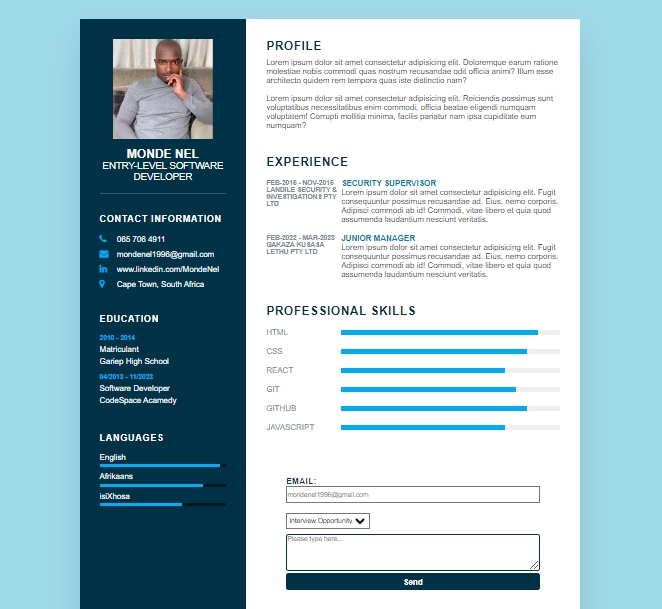 MONDE NEL
ENTRY-LEVEL SOFTWARE
DEVELOPER
CONTACT INFORMATION
065 706 4911
mondenel1996@gmail.com
www.linkedin.com/MondeNel
Cape Town, South Africa
EDUCATION
2010 - 2014
Matriculant
Gariep High School
04/2013 - 11/2023
Software Developer
CodeSpace Acamedy
LANGUAGES
English
Afrikaans
isiXhosa
PROFILE
Lorem ipsum dolor sit amet consectetur adipisicing elit. Doloremque earum ratione
molestiae nobis commodi quas nostrum recusandae odit officia animi? Illum esse
architecto quidem rem tempora quas iste distinctio nam?
Lorem ipsum dolor sit amet consectetur adipisicing elit. Reiciendis possimus sunt
voluptatibus necessitatibus enim commodi, officia beatae eligendi numquam
voluptatem! Corrupti mollitia minima, facilis pariatur nam ipsa cupiditate eum
numquam?
EXPERIENCE
FEB-2015 - NOV-2016
LANDILE SECURITY &
INVESTIGATIONS PTY
LTD
SECURITY SUPERVISOR
Lorem ipsum dolor sit amet consectetur adipisicing elit. Fugit
consequuntur possimus recusandae ad. Eius, nemo corporis.
Adipisci commodi ab id! Commodi, vitae libero et quia quod
assumenda laudantium nesciunt veritatis.
FEB-2022 - MAR-2023
QAKAZA KUSASA
LETHU PTY LTD
JUNIOR MANAGER
Lorem ipsum dolor sit amet consectetur adipisicing elit. Fugit
consequuntur possimus recusandae ad. Eius, nemo corporis.
Adipisci commodi ab id! Commodi, vitae libero et quia quod
assumenda laudantium nesciunt veritatis.
PROFESSIONAL SKILLS
HTML
CSS
REACT
GIT
GITHUB
JAVASCRIPT
EMAIL:
mondenel1996@gmail.com
Interview Opportunity
Please type here...
Send